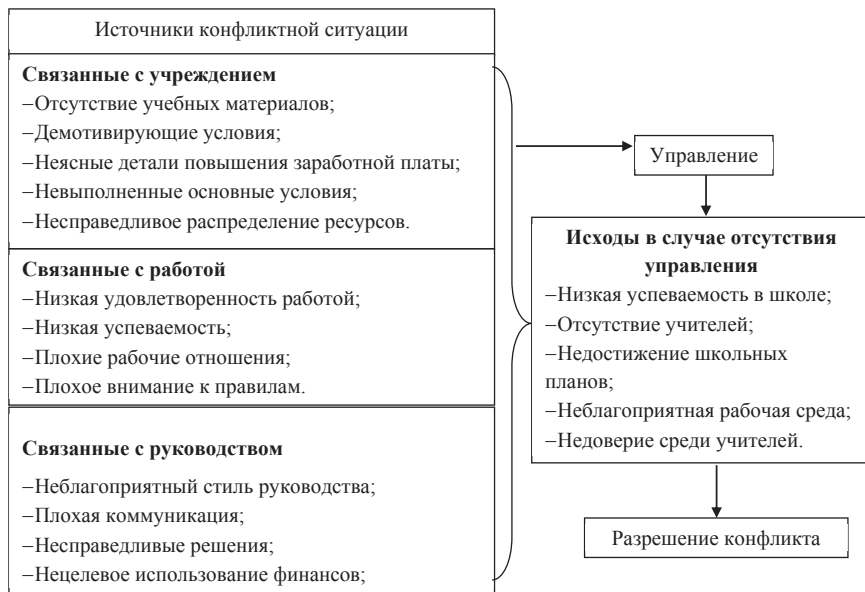 Источники конфликтной ситуации
Связанные с учреждением
–Отсутствие учебных материалов;
–Демотивирующие условия;
–Неясные детали повышения заработной платы;
–Невыполненные основные условия;
–Несправедливое распределение ресурсов.
Связанные с работой
–Низкая удовлетворенность работой;
–Низкая успеваемость;
–Плохие рабочие отношения;
–Плохое внимание к правилам.
Связанные с руководством
–Неблагоприятный стиль руководства;
–Плохая коммуникация;
–Несправедливые решения;
–Нецелевое использование финансов;
Управление
Исходы в случае отсутствия
управления
–Низкая успеваемость в школе;
–Отсутствие учителей;
–Недостижение школьных
планов;
–Неблагоприятная рабочая среда;
–Недоверие среди учителей.
Разрешение конфликта